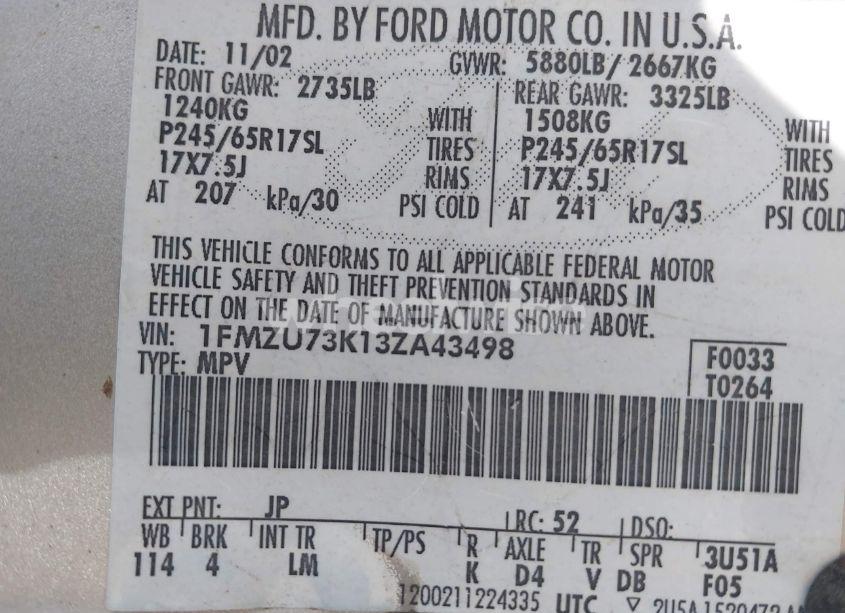 MFD. BY FORD MOTOR CO. IN U.S.A.
DATE: 11/02 GVWR: 5880LB/ 2667KG
FRONT GAWR: 2735LB REAR GAWR: 3325LB
1240KG WITH 1508KG WITH
P245/65R17SL TIRES P245/65R17SL TIRES
17X7.5J RIMS 17X7.5J RIMS
AT 207 kPa/30 PSI COLD AT 241 kPa/35 PSI COLD
THIS VEHICLE CONFORMS TO ALL APPLICABLE FEDERAL MOTOR
VEHICLE SAFETY AND THEFT PREVENTION STANDARDS IN
EFFECT ON THE DATE OF MANUFACTURE SHOWN ABOVE.
VIN: 1FMZU73K13ZA43498
TYPE: MPV
F0033
T0264
EXT PNT: JP RC: 52 DSO:
WB BRK INT TR TP/PS R AXLE TR SPR 3U51A
114 4 LM K D4 V DB F05
1200211224335 UTC